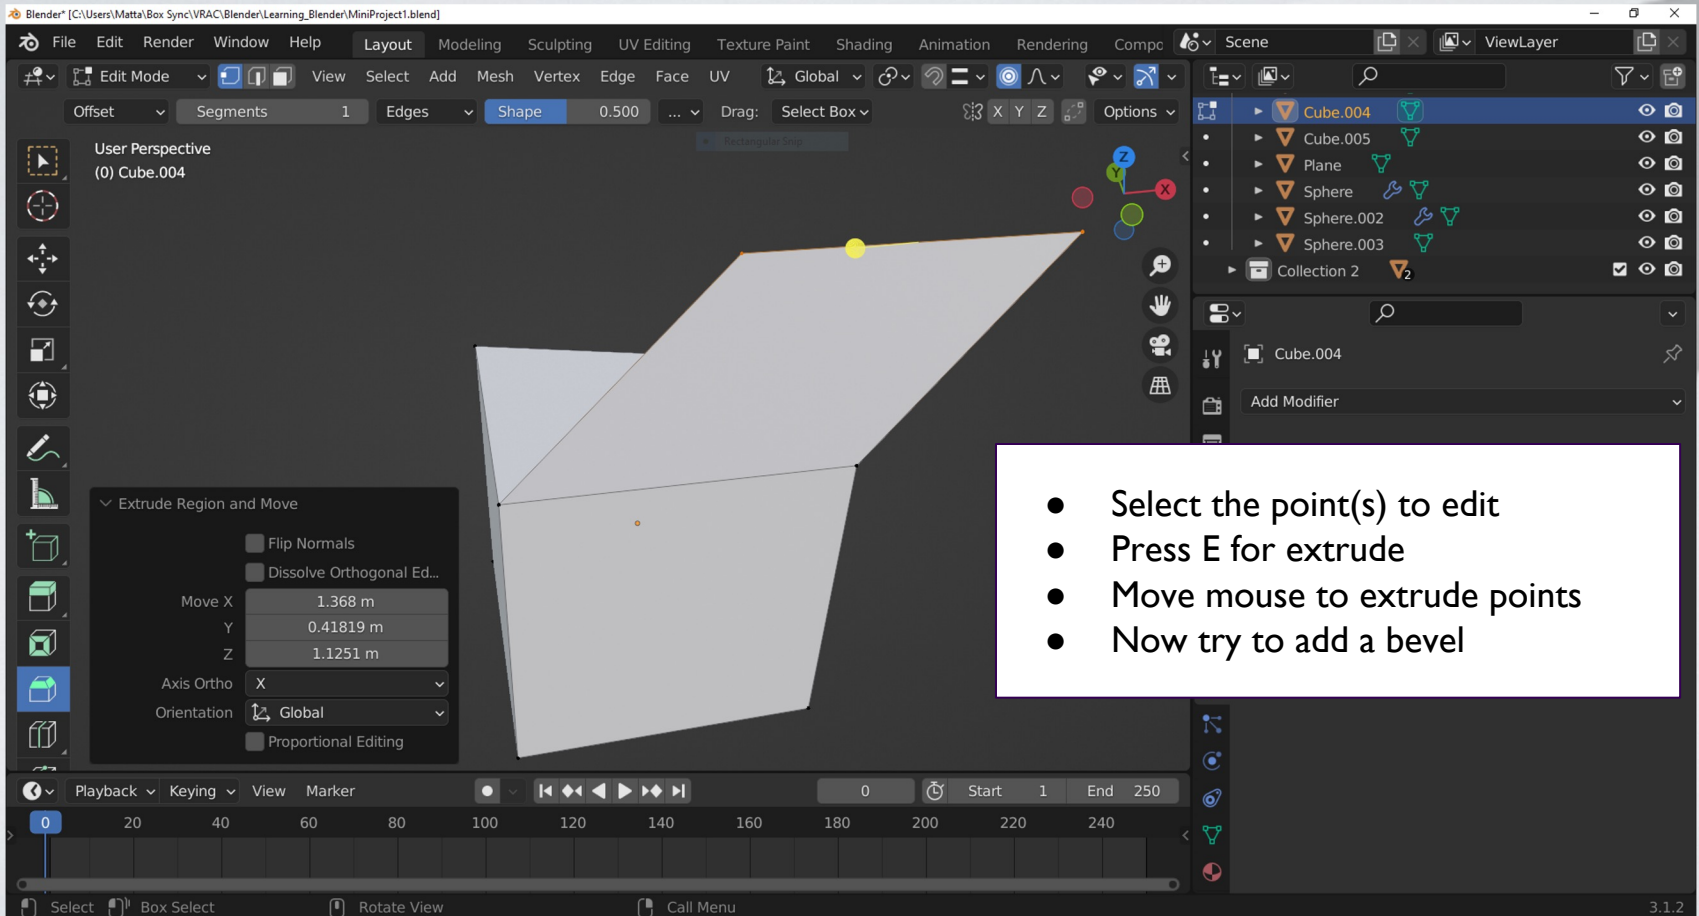 Blender* [C:\Users\Matta\Box Sync\VRAC\Blender\Learning_Blender\MiniProject1.blend]
File Edit Render Window Help Layout Modeling Sculpting UV Editing Texture Paint Shading Animation Rendering Compo Scene ViewLayer
Edit Mode View Select Add Mesh Vertex Edge Face UV Global
Offset Segments 1 Edges Shape 0.500 ... Drag: Select Box X Y Z Options
Rectangular Snip
User Perspective
(0) Cube.004
Z
Y
X
Cube.004
Cube.005
Plane
Sphere
Sphere.002
Sphere.003
Collection 2 2
Cube.004
Add Modifier
Extrude Region and Move
Flip Normals
Dissolve Orthogonal Ed...
Move X 1.368 m
Y 0.41819 m
Z 1.1251 m
Axis Ortho X
Orientation Global
Proportional Editing
● Select the point(s) to edit
● Press E for extrude
● Move mouse to extrude points
● Now try to add a bevel
Playback Keying View Marker 0 Start 1 End 250
0 20 40 60 80 100 120 140 160 180 200 220 240
Select Box Select Rotate View Call Menu 3.1.2